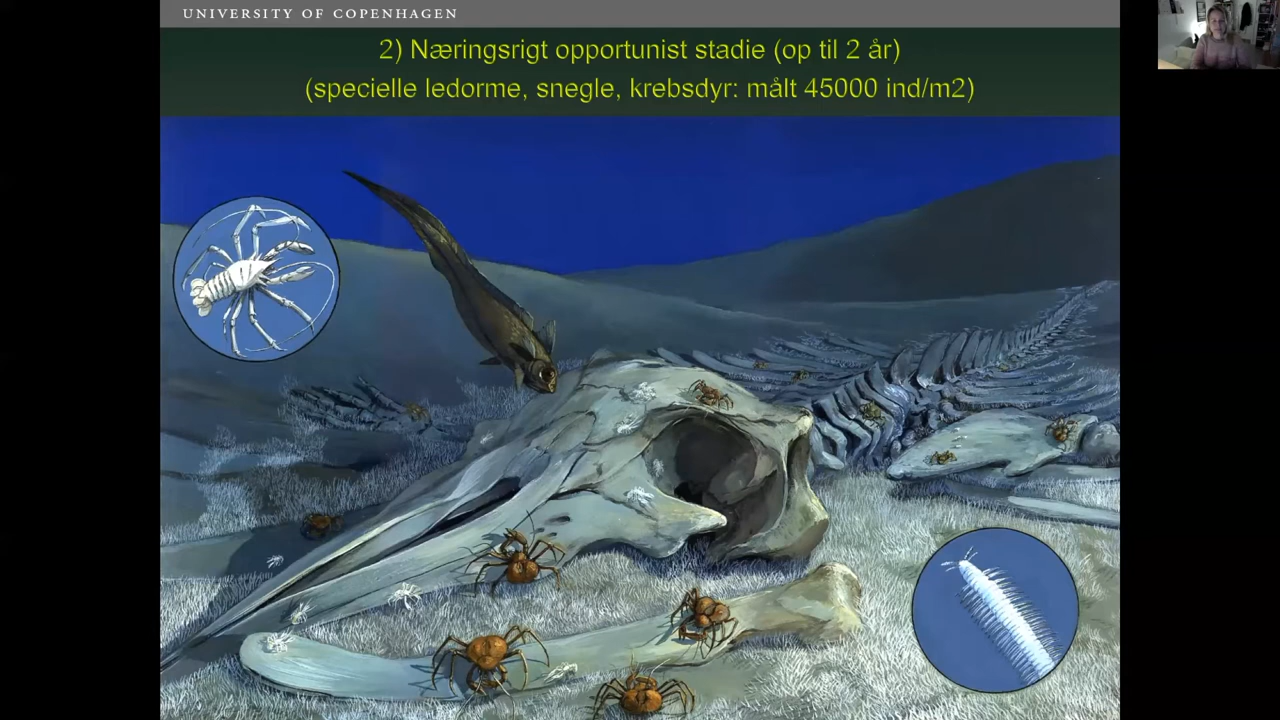 UNIVERSITY OF COPENHAGEN
2) Næringsrigt opportunist stadie (op til 2 år)
(specielle ledorme, snegle, krebsdyr: målt 45000 ind/m2)